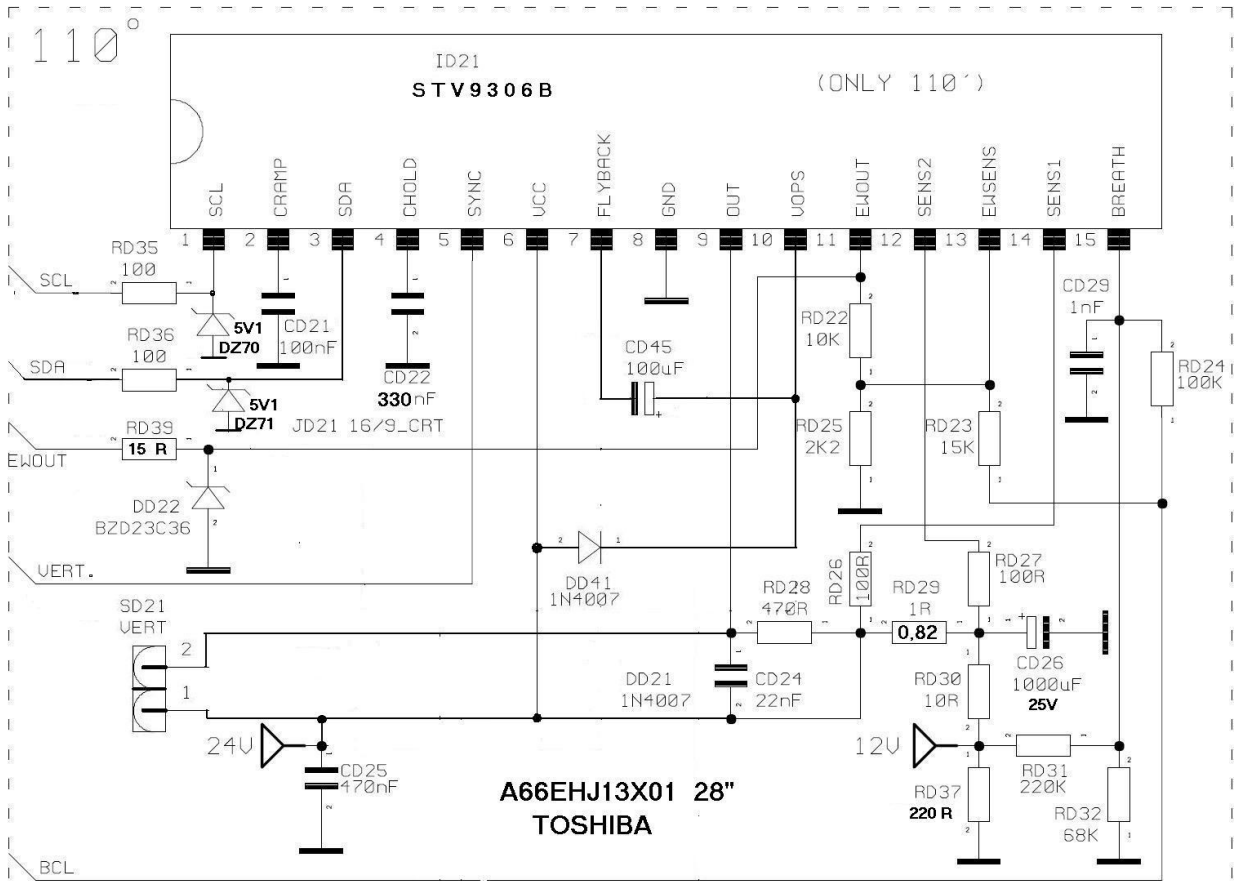 110°
ID21
STV9306B
(ONLY 110')
SCL
CRAMP
SDA
CHOLD
SYNC
VCC
FLYBACK
GND
OUT
VOPS
EWOUT
SENS2
EWSENS
SENS1
BREATH
1
2
3
4
5
6
7
8
9
10
11
12
13
14
15
RD35
100
SCL
5V1
DZ70
CD21
100nF
RD36
100
SDA
5V1
DZ71
CD22
330nF
JD21 16/9_CRT
CD45
100uF
+
RD22
10K
CD29
1nF
RD24
100K
RD39
15 R
EWOUT
RD25
2K2
RD23
15K
DD22
BZD23C36
VERT.
DD41
1N4007
RD26
100R
RD27
100R
SD21
VERT
2
1
RD28
470R
RD29
1R
0,82
DD21
1N4007
CD24
22nF
RD30
10R
CD26
1000uF
25V
24V
CD25
470nF
12V
RD31
220K
RD37
220 R
RD32
68K
A66EHJ13X01 28"
TOSHIBA
BCL